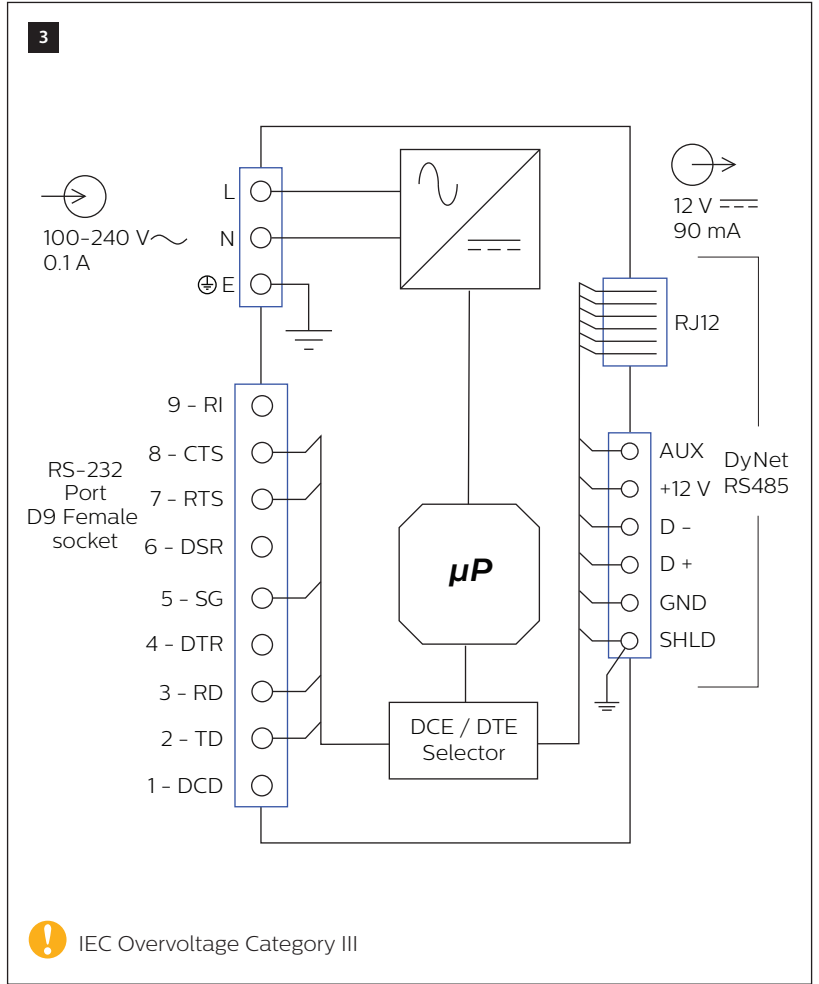 3
L
N
E
100-240 V
0.1 A
12 V
90 mA
RJ12
9 - RI
8 - CTS
7 - RTS
6 - DSR
5 - SG
4 - DTR
3 - RD
2 - TD
1 - DCD
RS-232
Port
D9 Female
socket
µP
DCE / DTE
Selector
AUX
+12 V
D -
D +
GND
SHLD
DyNet
RS485
! IEC Overvoltage Category III